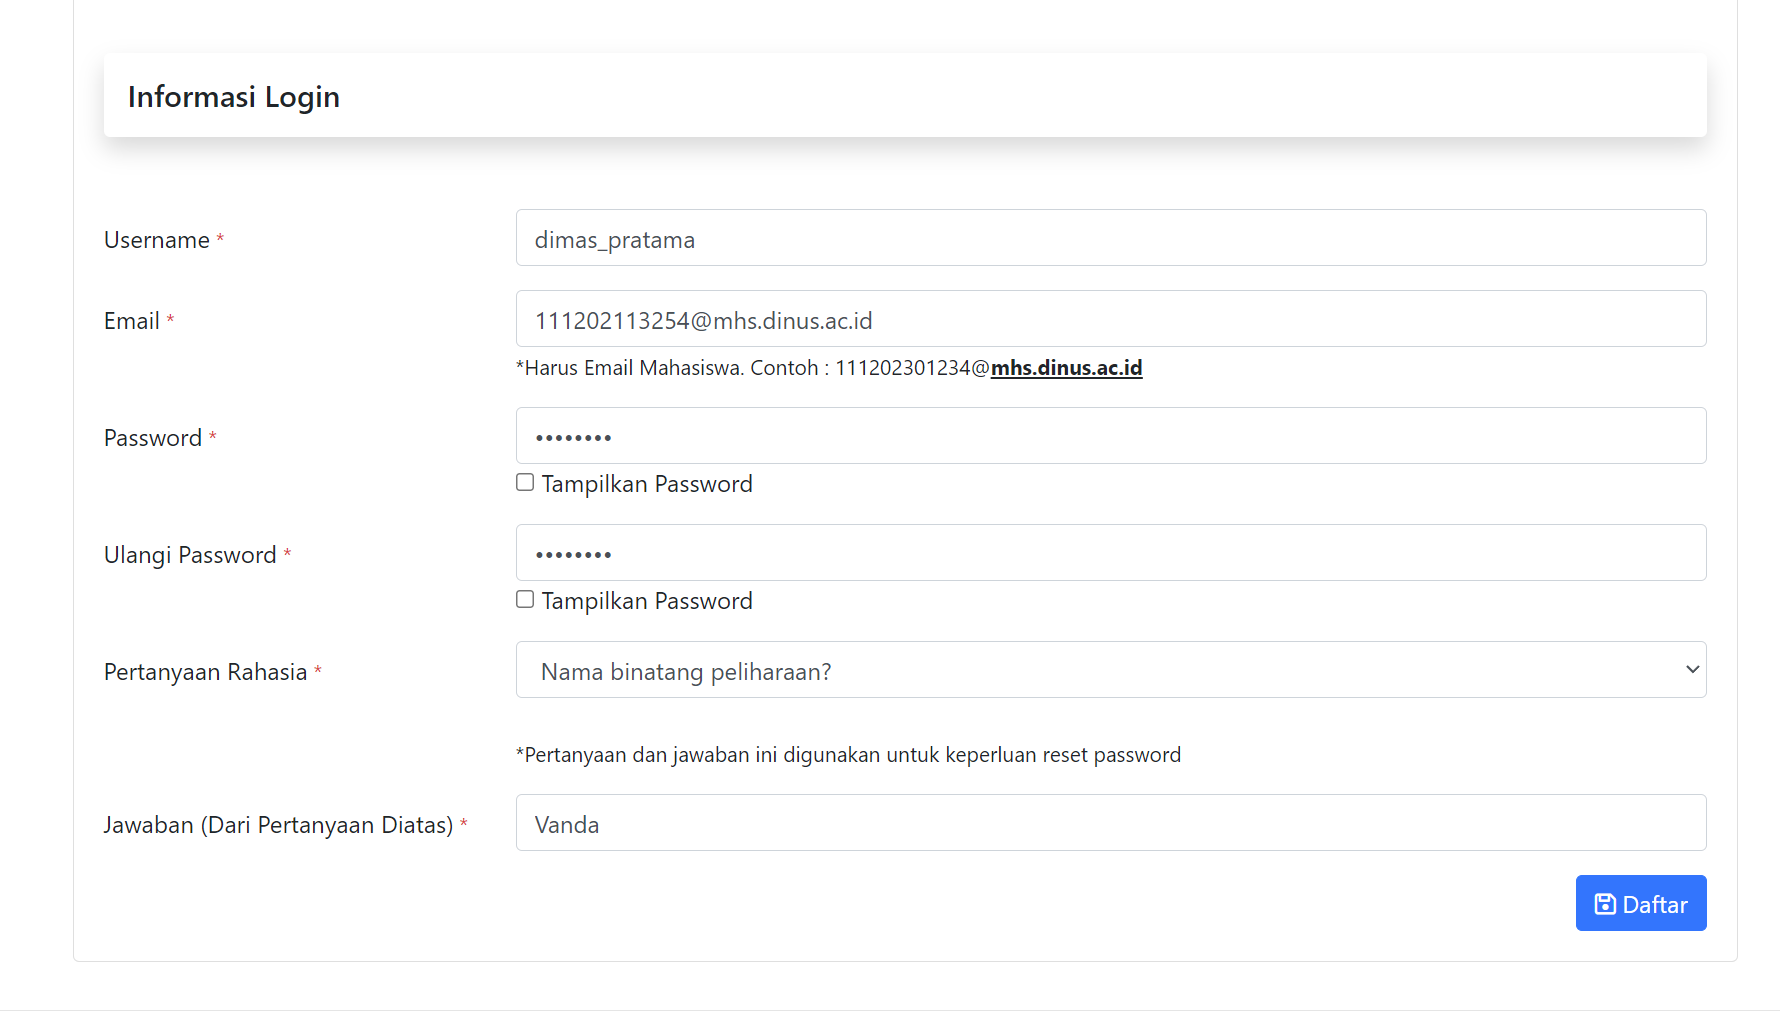 Informasi Login
Username *
dimas_pratama
Email *
111202113254@mhs.dinus.ac.id
*Harus Email Mahasiswa. Contoh : 111202301234@mhs.dinus.ac.id
Password *
••••••••
Tampilkan Password
Ulangi Password *
••••••••
Tampilkan Password
Pertanyaan Rahasia *
Nama binatang peliharaan?
*Pertanyaan dan jawaban ini digunakan untuk keperluan reset password
Jawaban (Dari Pertanyaan Diatas) *
Vanda
Daftar